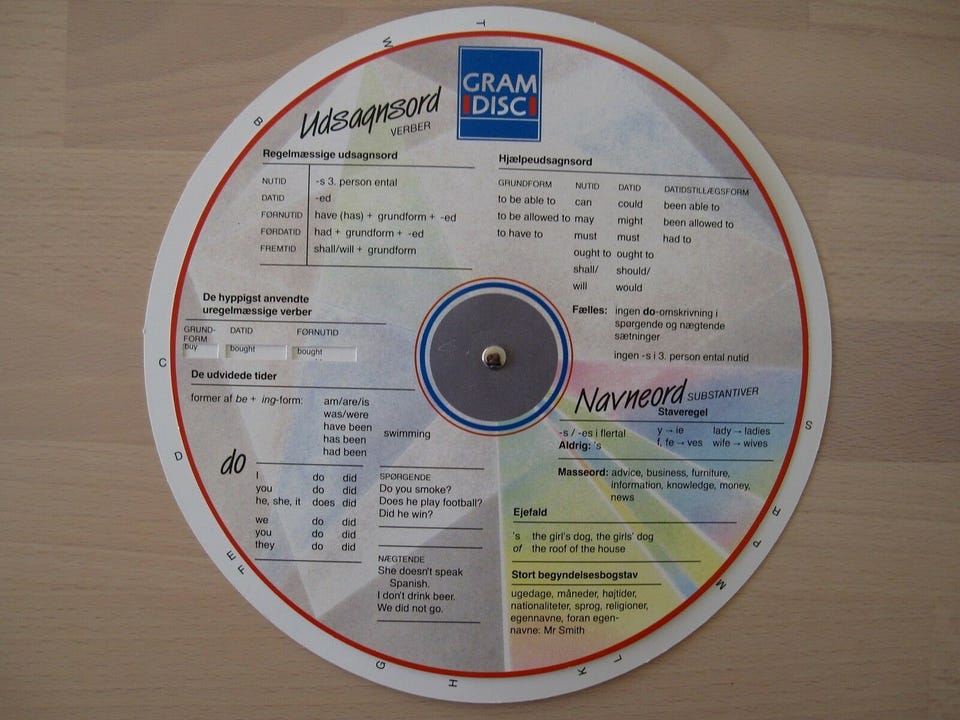 GRAM
DISC
Udsagnsord
VERBER
Regelmæssige udsagnsord
NUTID -s 3. person ental
DATID -ed
FØRNUTID have (has) + grundform + -ed
FØRDATID had + grundform + -ed
FREMTID shall/will + grundform
Hjælpeudsagnsord
GRUNDFORM NUTID DATID DATIDSTILLÆGSFORM
to be able to can could been able to
to be allowed to may might been allowed to
to have to must must had to
ought to ought to
shall/ should/
will would
Fælles: ingen do-omskrivning i
spørgende og nægtende
sætninger
ingen -s i 3. person ental nutid
De hyppigst anvendte
uregelmæssige verber
GRUND-
FORM DATID FØRNUTID
buy bought bought
De udvidede tider
former af be + ing-form: am/are/is
was/were
have been
has been
had been
swimming
do
I do did
you do did
he, she, it does did
we do did
you do did
they do did
SPØRGENDE
Do you smoke?
Does he play football?
Did he win?
NÆGTENDE
She doesn't speak
Spanish.
I don't drink beer.
We did not go.
Navneord SUBSTANTIVER
Staveregel
-s / -es i flertal y → ie lady → ladies
Aldrig: 's f, fe → ves wife → wives
Masseord: advice, business, furniture,
information, knowledge, money,
news
Ejefald
's the girl's dog, the girls' dog
of the roof of the house
Stort begyndelsesbogstav
ugedage, måneder, højtider,
nationaliteter, sprog, religioner,
egennavne, foran egen-
navne: Mr Smith
B
C
D
E
F
G
H
K
L
M
P
R
S
T
W